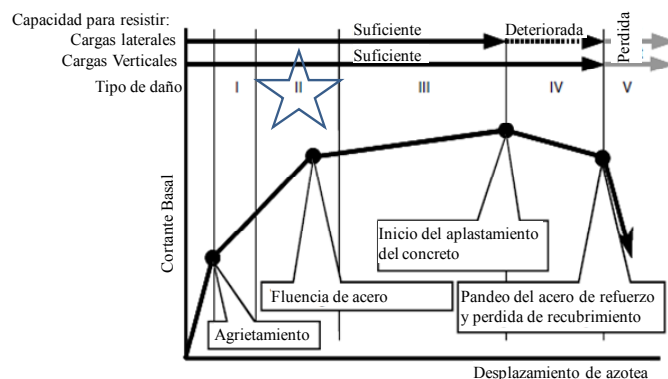 Capacidad para resistir:
Cargas laterales
Suficiente
Deteriorada
Perdida
Cargas Verticales
Suficiente
Tipo de daño
I
II
III
IV
V
Cortante Basal
Inicio del aplastamiento
del concreto
Fluencia de acero
Pandeo del acero de refuerzo
y perdida de recubrimiento
Agrietamiento
Desplazamiento de azotea